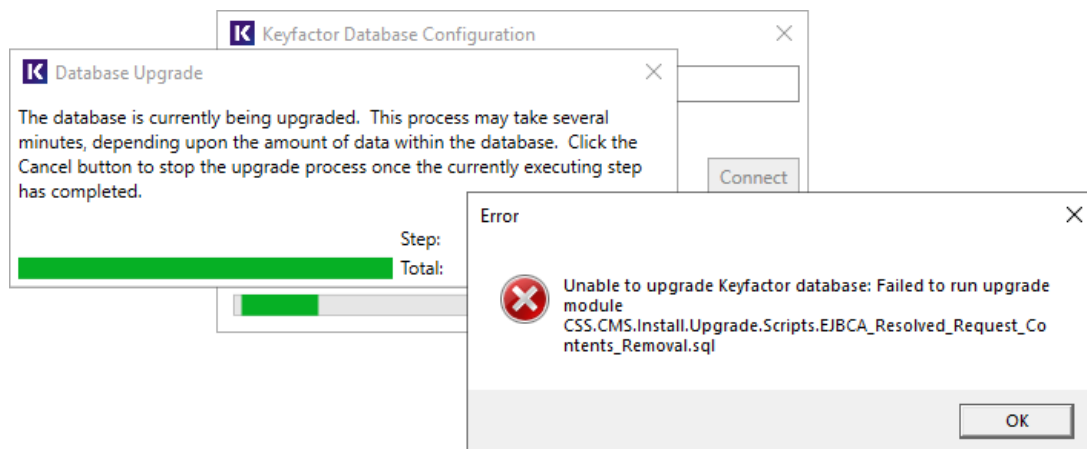 Keyfactor Database Configuration
Database Upgrade
The database is currently being upgraded.  This process may take several
minutes, depending upon the amount of data within the database.  Click the
Cancel button to stop the upgrade process once the currently executing step
has completed.
Connect
Step:
Total:
Error
Unable to upgrade Keyfactor database: Failed to run upgrade
module
CSS.CMS.Install.Upgrade.Scripts.EJBCA_Resolved_Request_Co
ntents_Removal.sql
OK